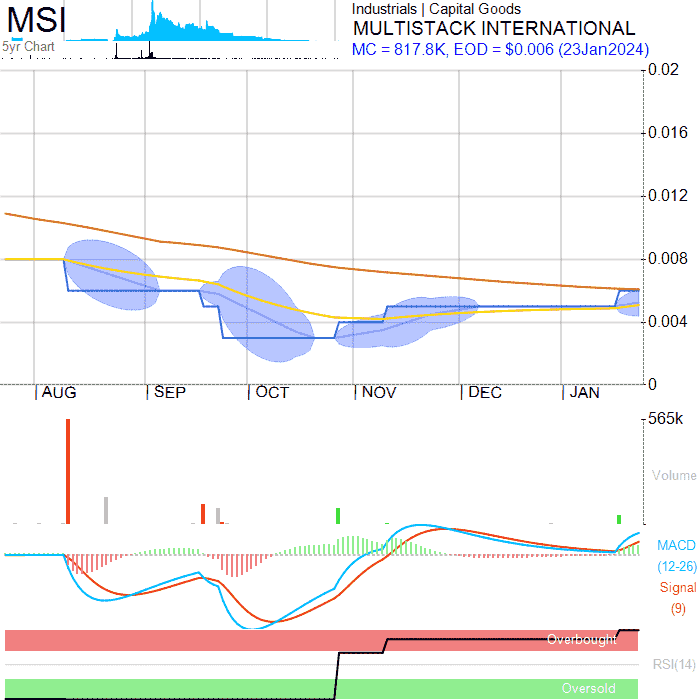 MSI
5yr Chart
Industrials | Capital Goods
MULTISTACK INTERNATIONAL
MC = 817.8K, EOD = $0.006 (23Jan2024)
0.02
0.016
0.012
0.008
0.004
0
AUG SEP OCT NOV DEC JAN
565k
Volume
MACD
(12-26)
Signal
(9)
Overbought
RSI(14)
Oversold